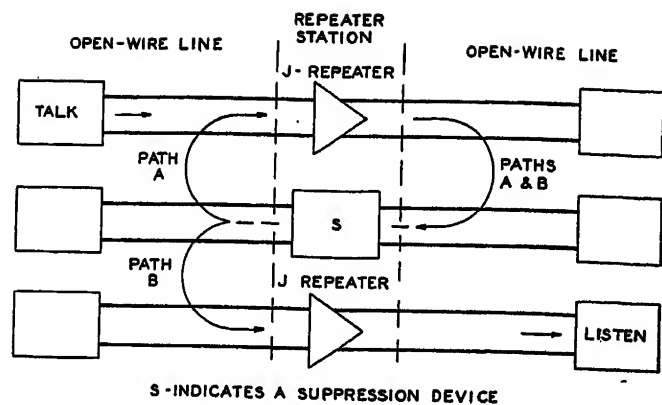 REPEATER
STATION
OPEN-WIRE LINE
OPEN-WIRE LINE
J-REPEATER
TALK
PATH
A
PATHS
A & B
S
PATH
B
J REPEATER
LISTEN
S-INDICATES A SUPPRESSION DEVICE